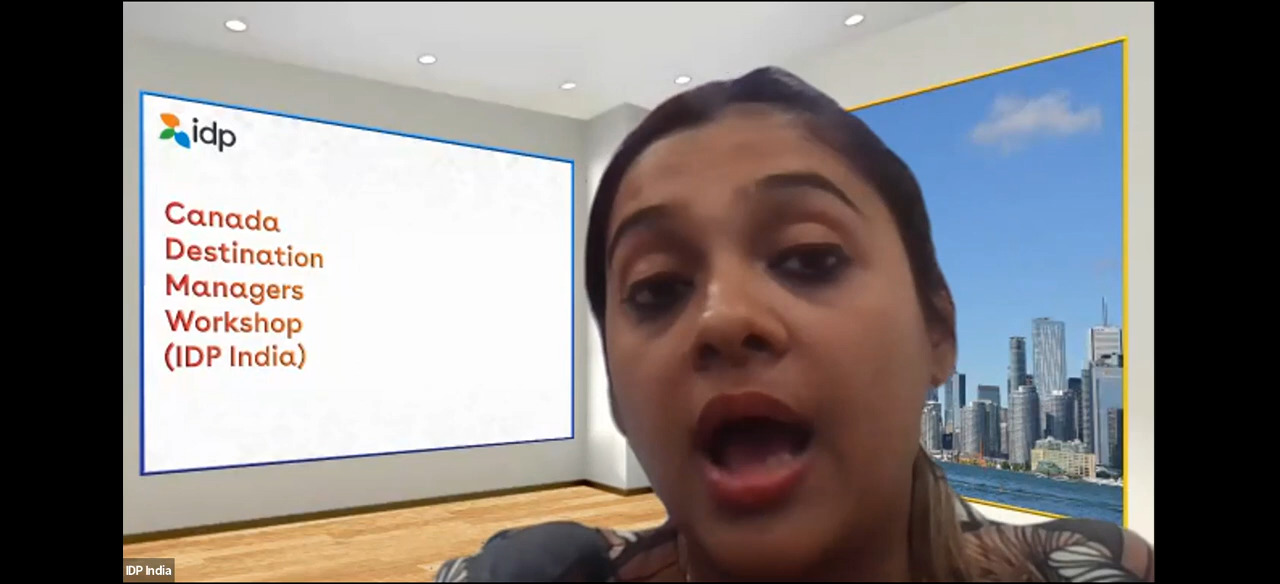 idp
Canada
Destination
Managers
Workshop
(IDP India)
IDP India